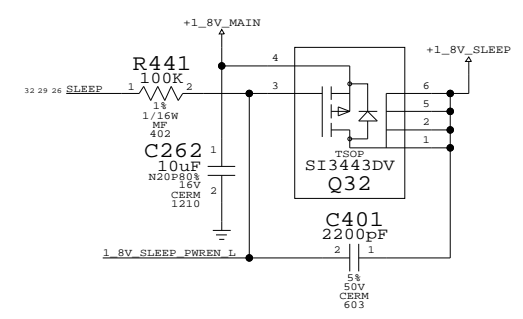 +1_8V_MAIN
+1_8V_SLEEP
4
R441
100K
32 29 26 SLEEP
1
2
3
6
1%
1/16W
MF
402
5
2
1
C262
10uF
N20P80%
16V
CERM
1210
1
2
TSOP
SI3443DV
Q32
C401
2200pF
2
1
5%
50V
CERM
603
1_8V_SLEEP_PWREN_L